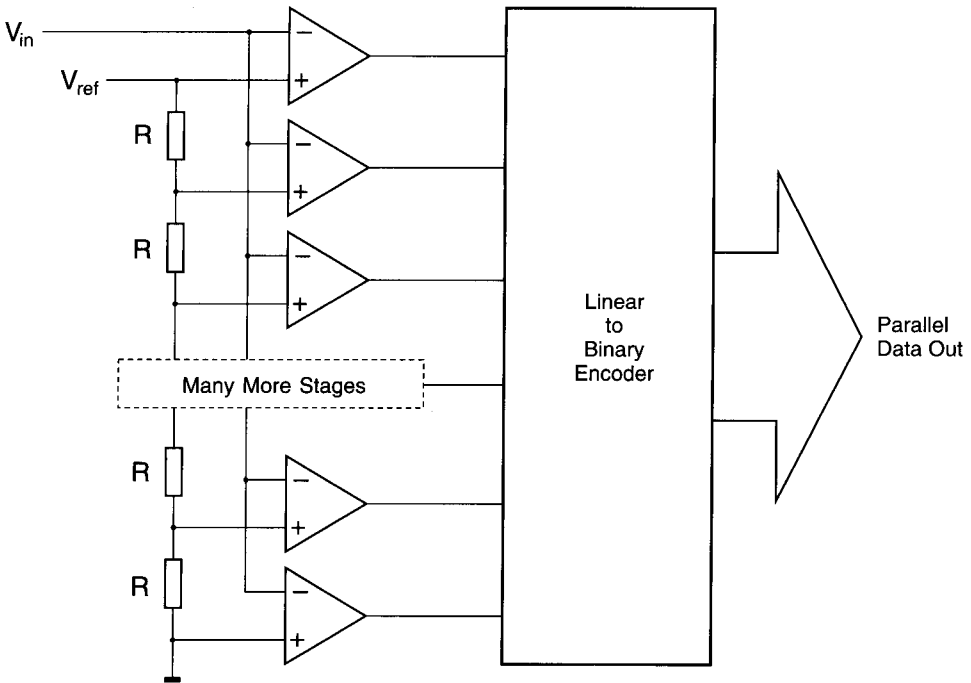 Vin
Vref
−
+
R
−
+
R
−
+
Many More Stages
R
−
+
R
−
+
Linear
to
Binary
Encoder
Parallel
Data Out